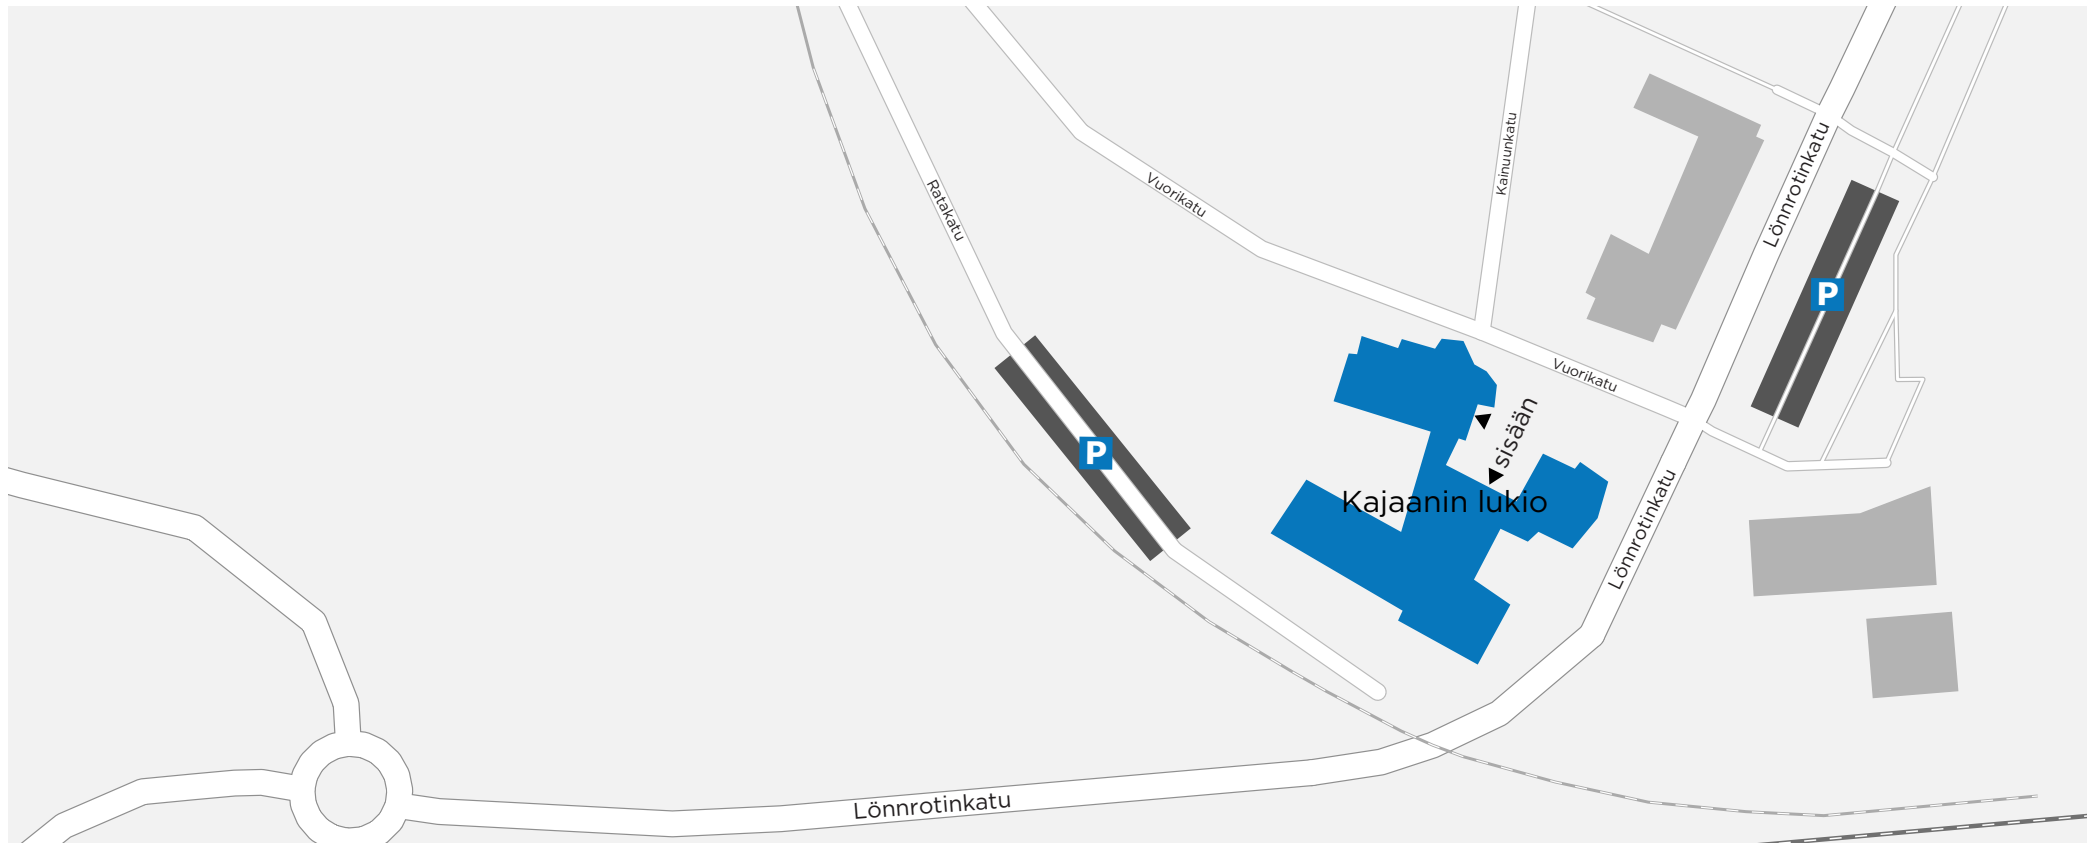 Kainuunkatu
Lönnrotinkatu
Vuorikatu
Ratakatu
P
Vuorikatu
sisään
P
Kajaanin lukio
Lönnrotinkatu
Lönnrotinkatu